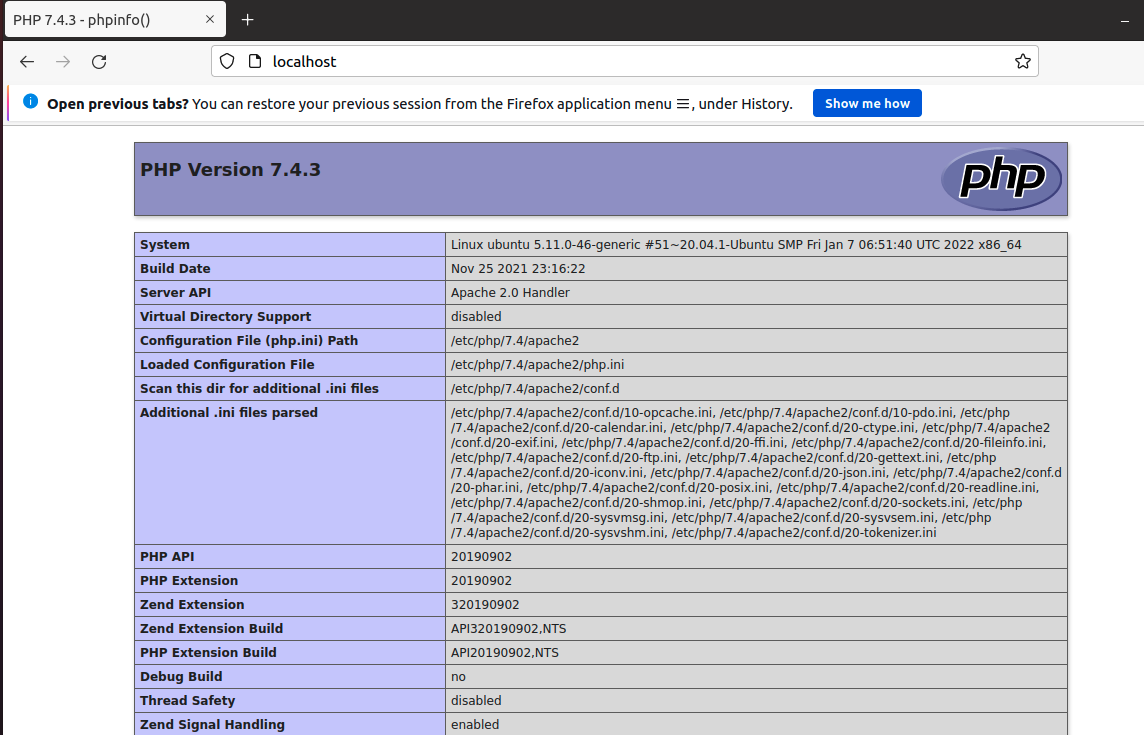 PHP 7.4.3 - phpinfo()
localhost
Open previous tabs? You can restore your previous session from the Firefox application menu ☰, under History. Show me how
PHP Version 7.4.3
php
System Linux ubuntu 5.11.0-46-generic #51~20.04.1-Ubuntu SMP Fri Jan 7 06:51:40 UTC 2022 x86_64
Build Date Nov 25 2021 23:16:22
Server API Apache 2.0 Handler
Virtual Directory Support disabled
Configuration File (php.ini) Path /etc/php/7.4/apache2
Loaded Configuration File /etc/php/7.4/apache2/php.ini
Scan this dir for additional .ini files /etc/php/7.4/apache2/conf.d
Additional .ini files parsed /etc/php/7.4/apache2/conf.d/10-opcache.ini, /etc/php/7.4/apache2/conf.d/10-pdo.ini, /etc/php
/7.4/apache2/conf.d/20-calendar.ini, /etc/php/7.4/apache2/conf.d/20-ctype.ini, /etc/php/7.4/apache2
/conf.d/20-exif.ini, /etc/php/7.4/apache2/conf.d/20-ffi.ini, /etc/php/7.4/apache2/conf.d/20-fileinfo.ini,
/etc/php/7.4/apache2/conf.d/20-ftp.ini, /etc/php/7.4/apache2/conf.d/20-gettext.ini, /etc/php
/7.4/apache2/conf.d/20-iconv.ini, /etc/php/7.4/apache2/conf.d/20-json.ini, /etc/php/7.4/apache2/conf.d
/20-phar.ini, /etc/php/7.4/apache2/conf.d/20-posix.ini, /etc/php/7.4/apache2/conf.d/20-readline.ini,
/etc/php/7.4/apache2/conf.d/20-shmop.ini, /etc/php/7.4/apache2/conf.d/20-sockets.ini, /etc/php
/7.4/apache2/conf.d/20-sysvmsg.ini, /etc/php/7.4/apache2/conf.d/20-sysvsem.ini, /etc/php
/7.4/apache2/conf.d/20-sysvshm.ini, /etc/php/7.4/apache2/conf.d/20-tokenizer.ini
PHP API 20190902
PHP Extension 20190902
Zend Extension 320190902
Zend Extension Build API320190902,NTS
PHP Extension Build API20190902,NTS
Debug Build no
Thread Safety disabled
Zend Signal Handling enabled